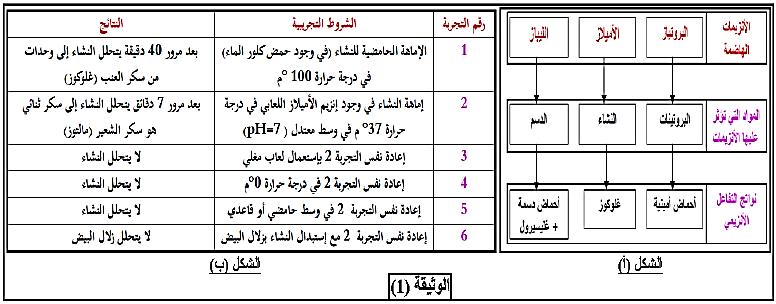 الأنزيمات الهاضمة
البروتياز
الأميلاز
الليباز
المواد التي تؤثر عليها الأنزيمات
البروتينات
النشاء
الدسم
نواتج التفاعل الأنزيمي
أحماض أمينية
غلوكوز
أحماض دسمة + غليسيرول
الشكل (أ)
رقم التجربة
الشروط التجريبية
النتائج
1
الإماهة الحامضية للنشاء (في وجود حمض كلور الماء)
في درجة حرارة 100 °م
بعد مرور 40 دقيقة يتحلل النشاء إلى وحدات
من سكر العنب (غلوكوز)
2
إماهة النشاء في وجود إنزيم الأميلاز اللعابي في درجة
حرارة 37° م في وسط معتدل (pH=7)
بعد مرور 7 دقائق يتحلل النشاء إلى سكر ثنائي
هو سكر الشعير (مالتوز)
3
إعادة نفس التجربة 2 بإستعمال لعاب مغلي
لا يتحلل النشاء
4
إعادة نفس التجربة 2 في درجة حرارة 0°م
لا يتحلل النشاء
5
إعادة نفس التجربة 2 في وسط حامضي أو قاعدي
لا يتحلل النشاء
6
إعادة نفس التجربة 2 مع إستبدال النشاء بزلال البيض
لا يتحلل زلال البيض
الشكل (ب)
الوثيقة (1)